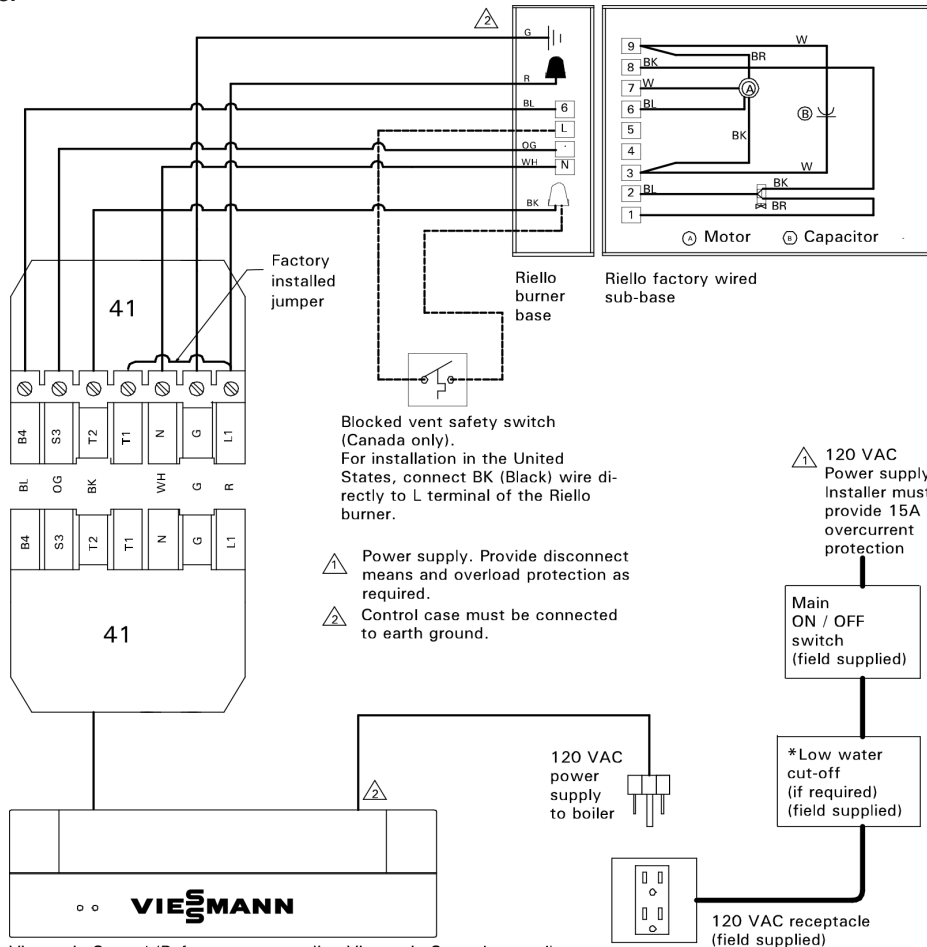 2
G
R
BL
6
L
OG
WH
N
BK
9
8
7
6
5
4
3
2
1
W
BR
BK
W
A
BL
B
BK
W
BL
BK
BR
A Motor
B Capacitor
Riello
burner
base
Riello factory wired
sub-base
Factory
installed
jumper
41
B4
S3
T2
T1
N
G
L1
BL
OG
BK
WH
G
R
B4
S3
T2
T1
N
G
L1
41
Blocked vent safety switch
(Canada only).
For installation in the United
States, connect BK (Black) wire di-
rectly to L terminal of the Riello
burner.
1 Power supply. Provide disconnect
means and overload protection as
required.
2 Control case must be connected
to earth ground.
1 120 VAC
Power supply
Installer must
provide 15A
overcurrent
protection
Main
ON / OFF
switch
(field supplied)
*Low water
cut-off
(if required)
(field supplied)
120 VAC
power
supply
to boiler
2
VIESSMANN
120 VAC receptacle
(field supplied)